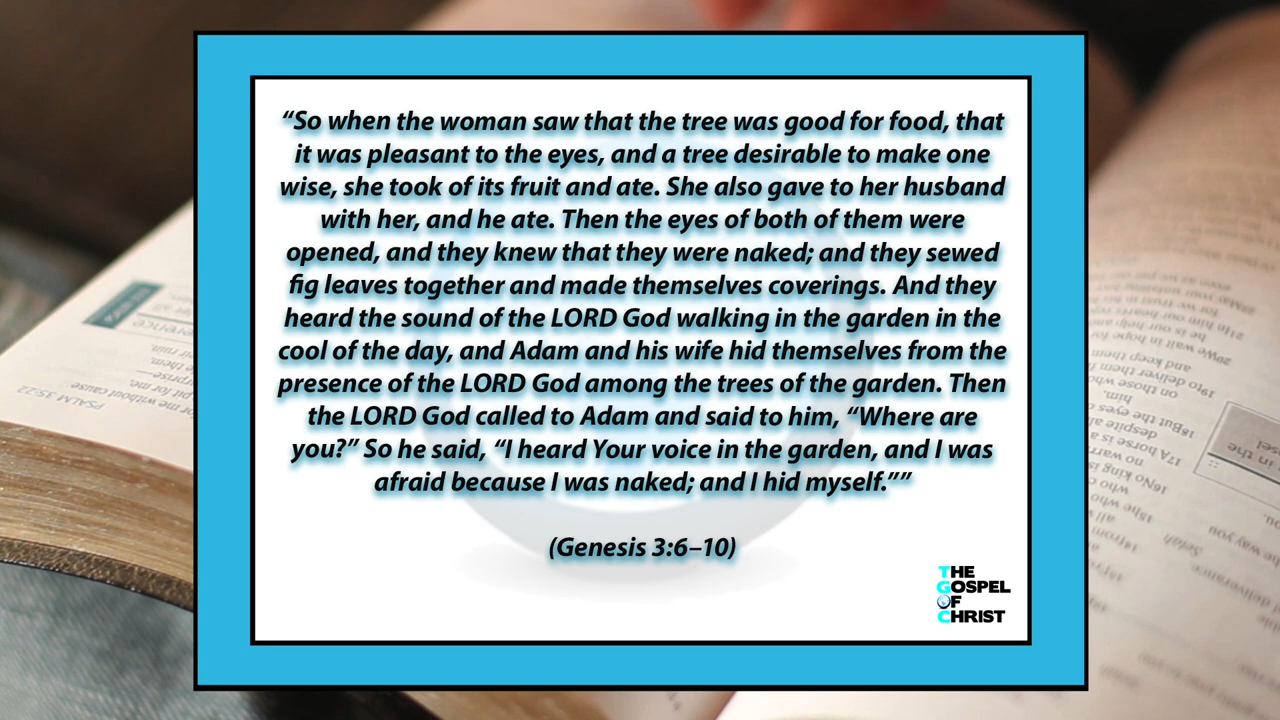 “So when the woman saw that the tree was good for food, that
it was pleasant to the eyes, and a tree desirable to make one
wise, she took of its fruit and ate. She also gave to her husband
with her, and he ate. Then the eyes of both of them were
opened, and they knew that they were naked; and they sewed
fig leaves together and made themselves coverings. And they
heard the sound of the LORD God walking in the garden in the
cool of the day, and Adam and his wife hid themselves from the
presence of the LORD God among the trees of the garden. Then
the LORD God called to Adam and said to him, “Where are
you?” So he said, “I heard Your voice in the garden, and I was
afraid because I was naked; and I hid myself.””
(Genesis 3:6–10)
THE
GOSPEL
OF
CHRIST
PSALM 35:22